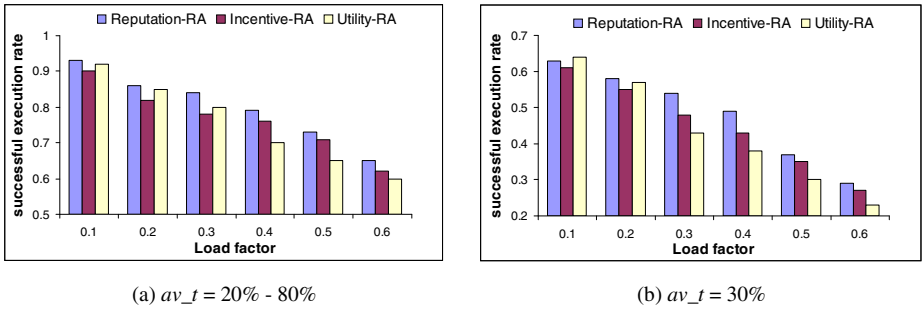 Reputation-RA Incentive-RA Utility-RA
successful execution rate
1
0.9
0.8
0.7
0.6
0.5
0.1 0.2 0.3 0.4 0.5 0.6
Load factor
(a) av_t = 20% - 80%
Reputation-RA Incentive-RA Utility-RA
successful execution rate
0.7
0.6
0.5
0.4
0.3
0.2
0.1 0.2 0.3 0.4 0.5 0.6
Load factor
(b) av_t = 30%